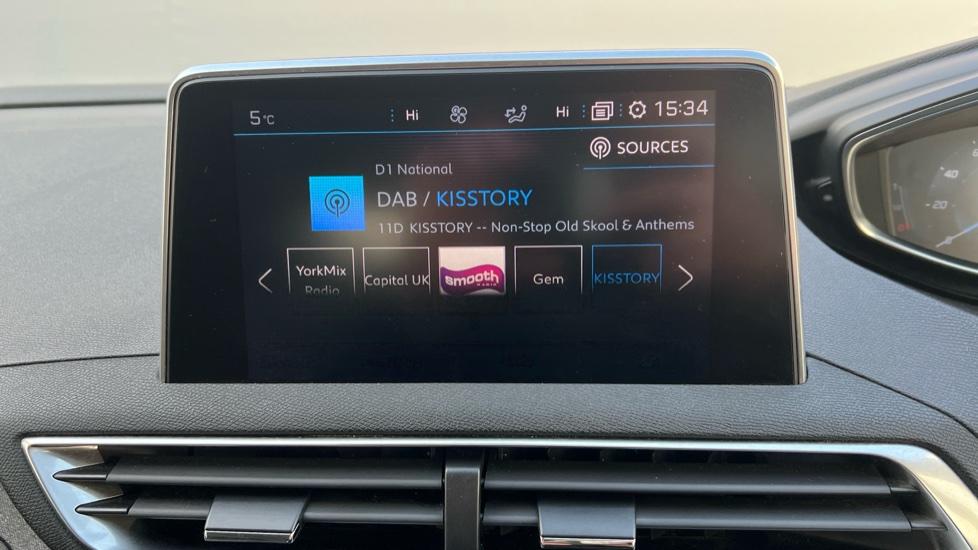 5°C Hi Hi 15:34
SOURCES
D1 National
DAB / KISSTORY
11D KISSTORY -- Non-Stop Old Skool & Anthems
YorkMix Radio
Capital UK
smooth RADIO
Gem
KISSTORY
40
20